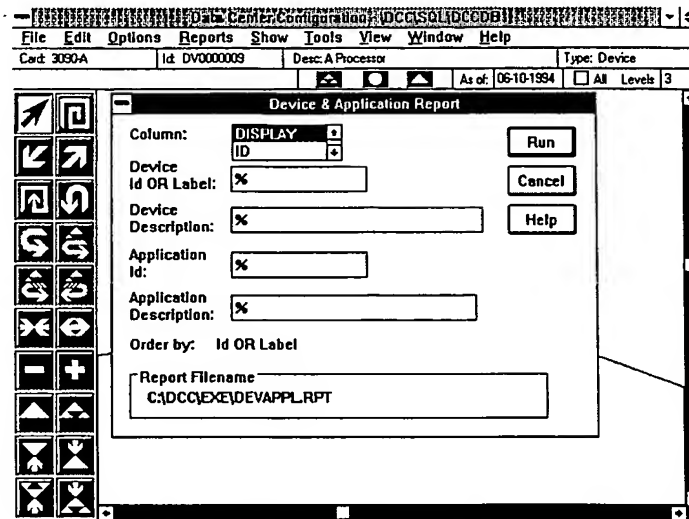 Data Center Configuration - \DCC\SQL\DCCDB
File Edit Options Reports Show Tools View Window Help
Card: 3090-A Id: DV0000009 Desc: A Processor Type: Device
As of: 06-10-1994 All Levels 3
Device & Application Report
Column: DISPLAY
ID
Run
Device
Id OR Label: %
Cancel
Device
Description: %
Help
Application
Id: %
Application
Description: %
Order by: Id OR Label
Report Filename
C:\DCC\EXE\DEVAPPL.RPT